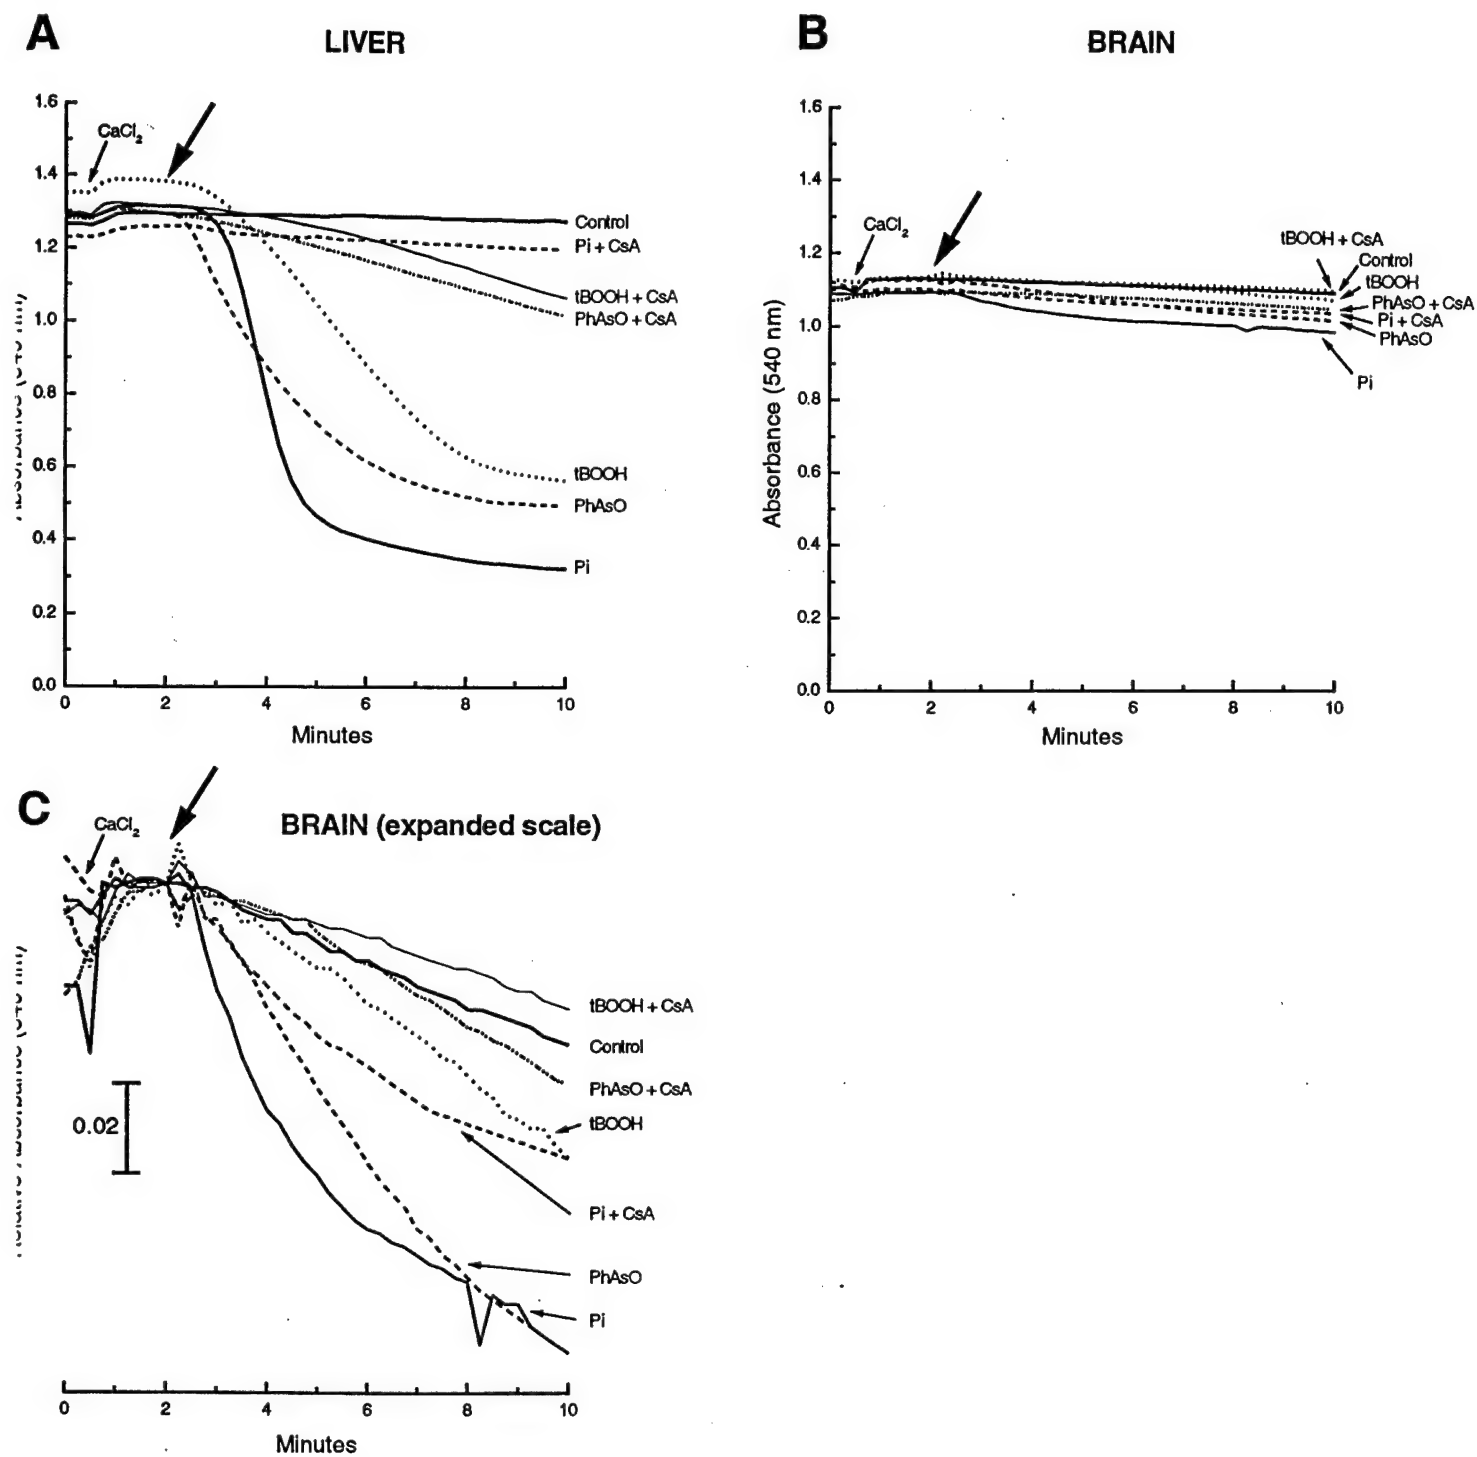 A
LIVER
1.6
1.4
1.2
1.0
0.8
0.6
0.4
0.2
0.0
CaCl2
Control
Pi + CsA
tBOOH + CsA
PhAsO + CsA
tBOOH
PhAsO
Pi
0 2 4 6 8 10
Minutes
B
BRAIN
Absorbance (540 nm)
1.6
1.4
1.2
1.0
0.8
0.6
0.4
0.2
0.0
CaCl2
tBOOH + CsA
Control
tBOOH
PhAsO + CsA
Pi + CsA
PhAsO
Pi
0 2 4 6 8 10
Minutes
C
BRAIN (expanded scale)
CaCl2
0.02
tBOOH + CsA
Control
PhAsO + CsA
tBOOH
Pi + CsA
PhAsO
Pi
0 2 4 6 8 10
Minutes